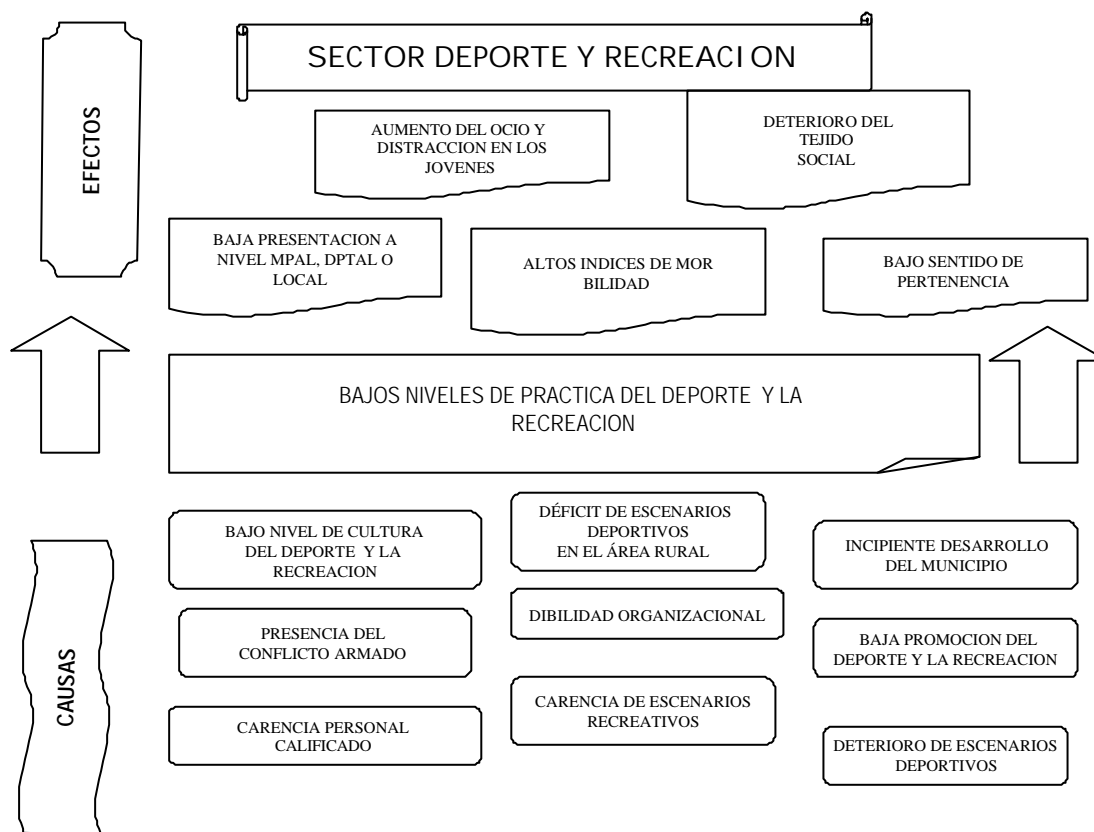 SECTOR DEPORTE Y RECREACION
EFECTOS
AUMENTO DEL OCIO Y
DISTRACCION EN LOS
JOVENES
DETERIORO DEL
TEJIDO
SOCIAL
BAJA PRESENTACION A
NIVEL MPAL, DPTAL O
LOCAL
ALTOS INDICES DE MOR
BILIDAD
BAJO SENTIDO DE
PERTENENCIA
BAJOS NIVELES DE PRACTICA DEL DEPORTE Y LA
RECREACION
CAUSAS
BAJO NIVEL DE CULTURA
DEL DEPORTE Y LA
RECREACION
DÉFICIT DE ESCENARIOS
DEPORTIVOS
EN EL ÁREA RURAL
INCIPIENTE DESARROLLO
DEL MUNICIPIO
PRESENCIA DEL
CONFLICTO ARMADO
DIBILIDAD ORGANIZACIONAL
BAJA PROMOCION DEL
DEPORTE Y LA RECREACION
CARENCIA PERSONAL
CALIFICADO
CARENCIA DE ESCENARIOS
RECREATIVOS
DETERIORO DE ESCENARIOS
DEPORTIVOS